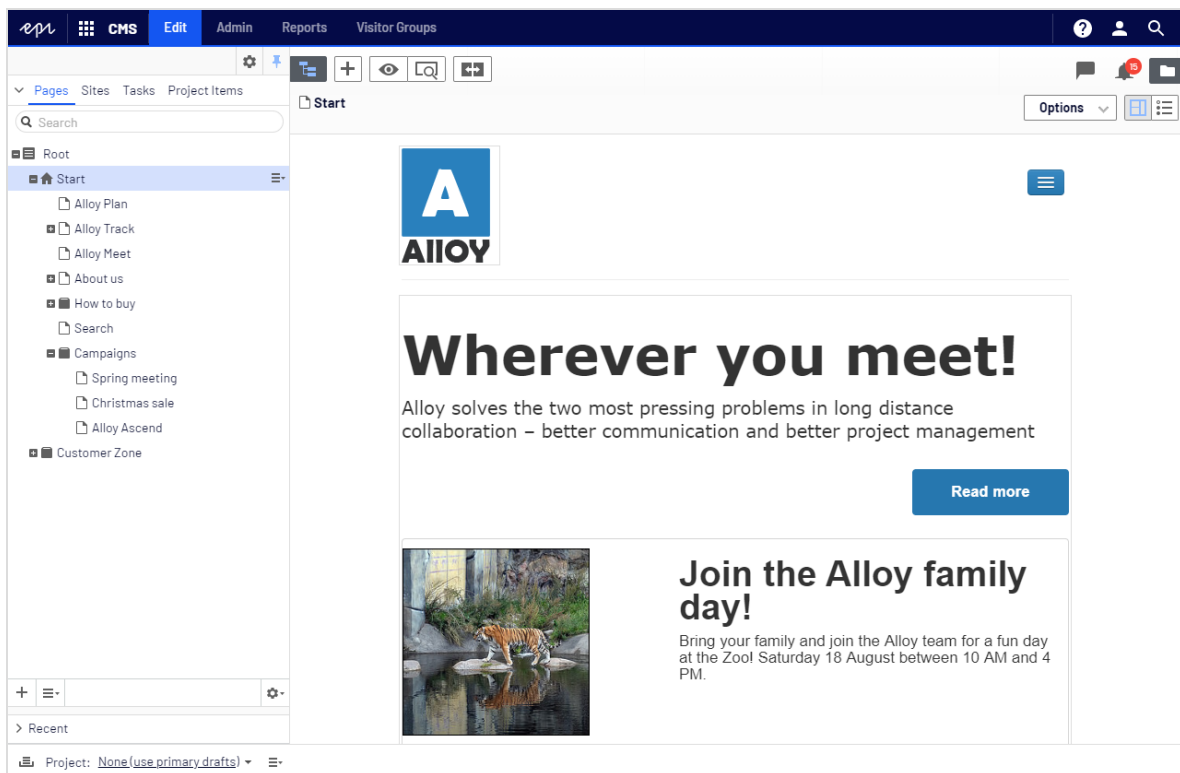 epi CMS Edit Admin Reports Visitor Groups
Pages Sites Tasks Project Items
Search
Root
Start
Alloy Plan
Alloy Track
Alloy Meet
About us
How to buy
Search
Campaigns
Spring meeting
Christmas sale
Alloy Ascend
Customer Zone
Recent
Project: None (use primary drafts)
15
Start
Options
A
Alloy
Wherever you meet!
Alloy solves the two most pressing problems in long distance
collaboration – better communication and better project management
Read more
Join the Alloy family
day!
Bring your family and join the Alloy team for a fun day
at the Zoo! Saturday 18 August between 10 AM and 4
PM.